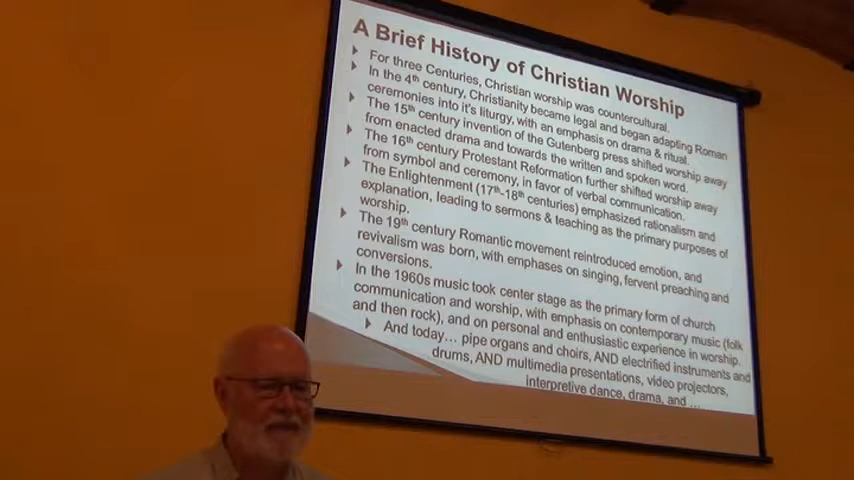 A Brief History of Christian Worship
For three Centuries, Christian worship was countercultural.
In the 4th century, Christianity became legal and began adapting Roman
ceremonies into it's liturgy, with an emphasis on drama & ritual.
The 15th century invention of the Gutenberg press shifted worship away
from enacted drama and towards the written and spoken word.
The 16th century Protestant Reformation further shifted worship away
from symbol and ceremony, in favor of verbal communication.
The Enlightenment (17th-18th centuries) emphasized rationalism and
explanation, leading to sermons & teaching as the primary purposes of
worship.
The 19th century Romantic movement reintroduced emotion, and
revivalism was born, with emphases on singing, fervent preaching and
conversions.
In the 1960s music took center stage as the primary form of church
communication and worship, with emphasis on contemporary music (folk
and then rock), and on personal and enthusiastic experience in worship.
And today... pipe organs and choirs, AND electrified instruments and
drums, AND multimedia presentations, video projectors,
interpretive dance, drama, and ...